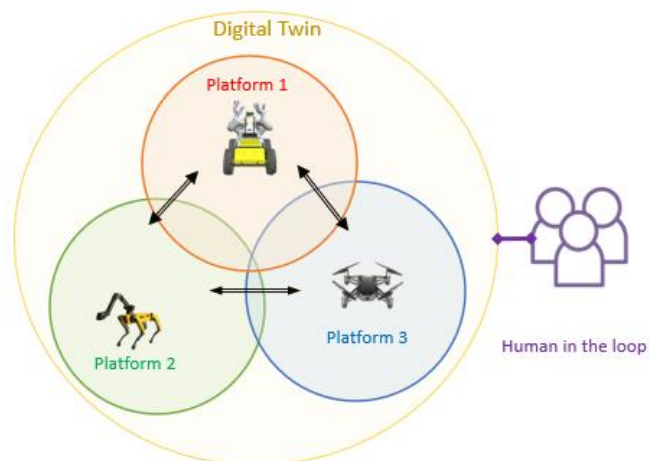 Digital Twin
Platform 1
Platform 2
Platform 3
Human in the loop